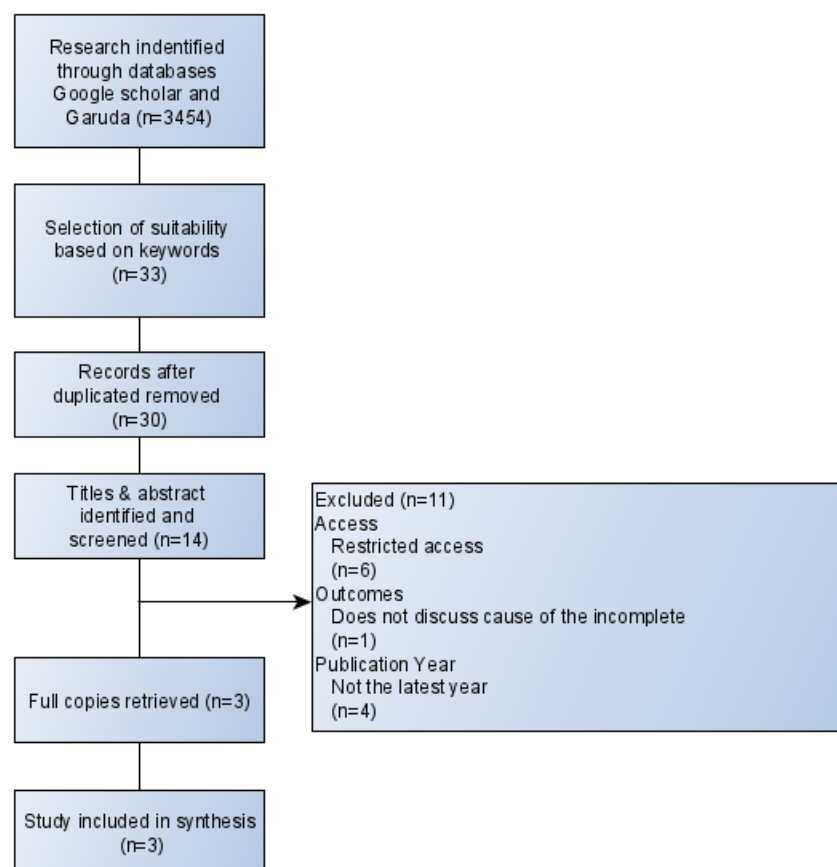 Research indentified
through databases
Google scholar and
Garuda (n=3454)
Selection of suitability
based on keywords
(n=33)
Records after
duplicated removed
(n=30)
Titles & abstract
identified and
screened (n=14)
Excluded (n=11)
Access
Restricted access
(n=6)
Outcomes
Does not discuss cause of the incomplete
(n=1)
Publication Year
Not the latest year
(n=4)
Full copies retrieved (n=3)
Study included in synthesis
(n=3)